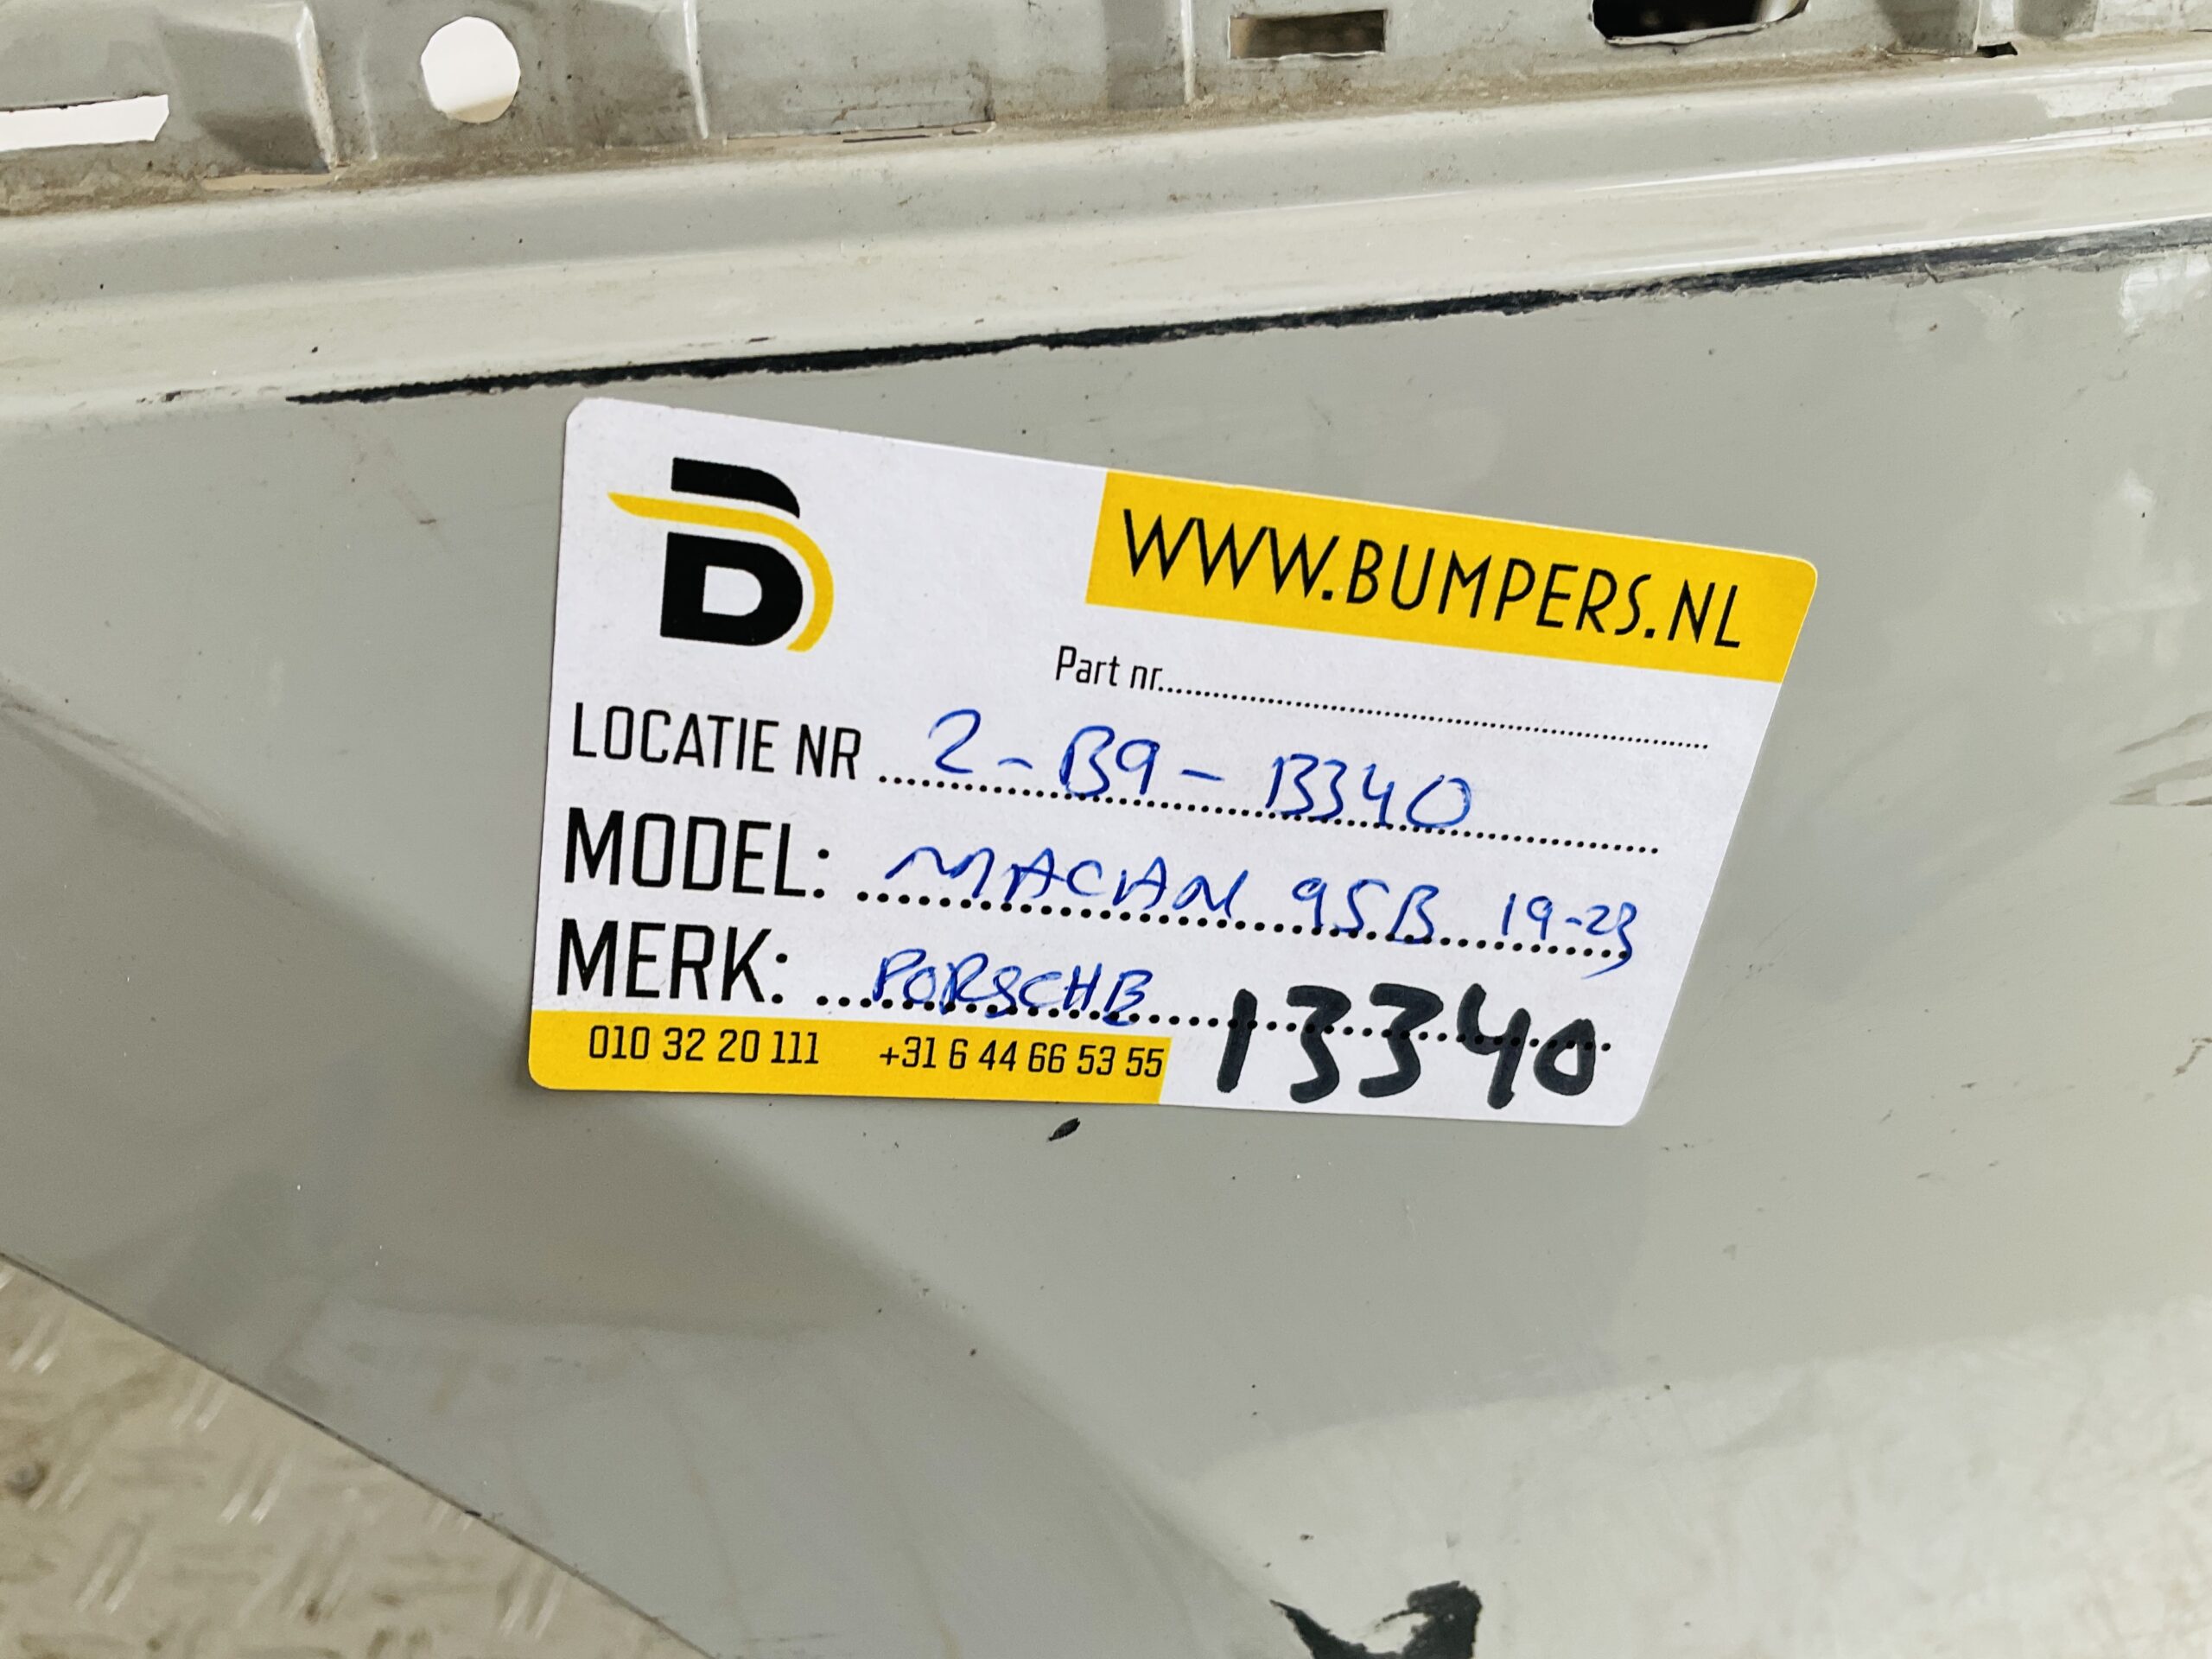 B
WWW.BUMPERS.NL
Part nr.
LOCATIE NR 2-B9-13340
MODEL: MACAN 95B 19-23
MERK: PORSCHE
010 32 20 111 +31 6 44 66 53 55 13340